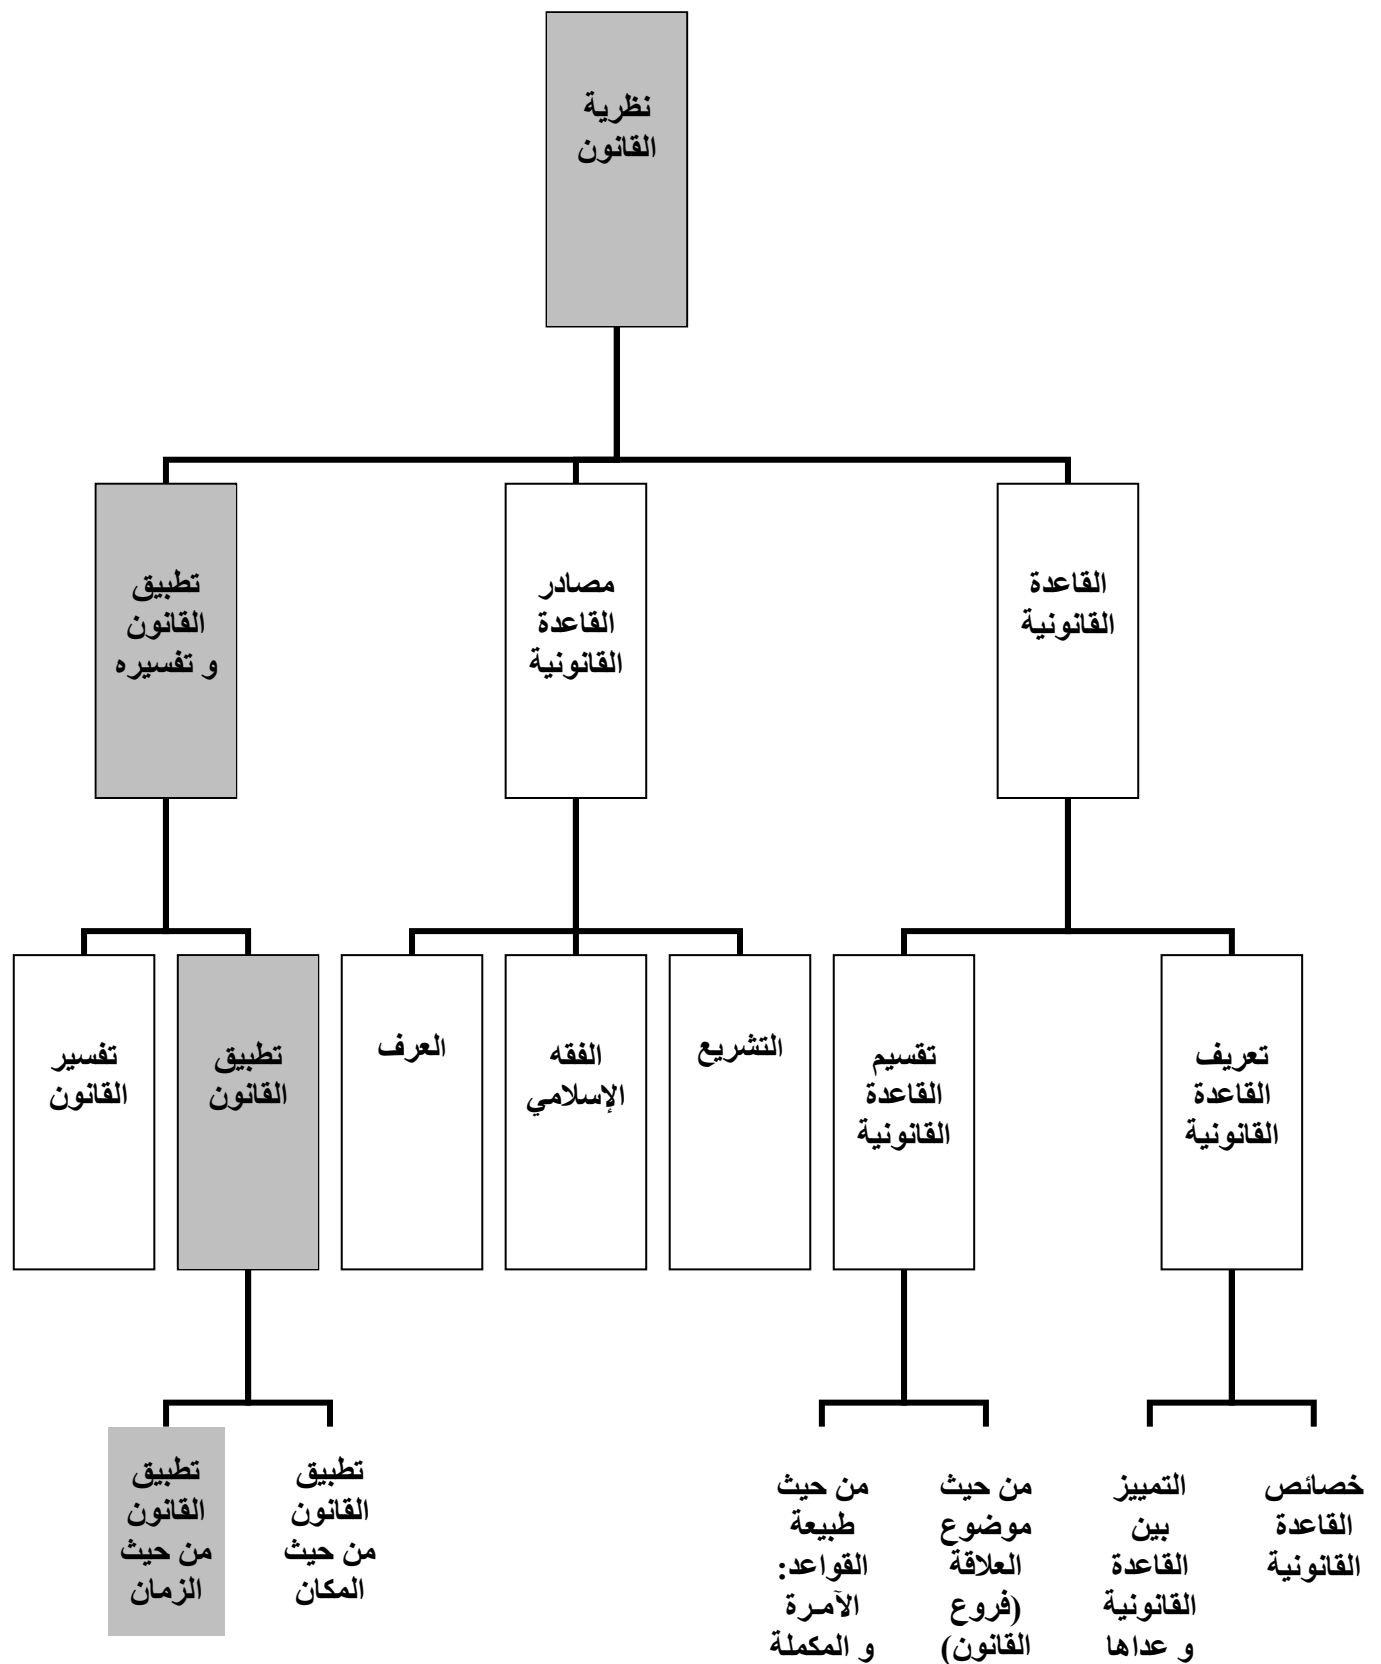 نظرية
القانون
القاعدة
القانونية
مصادر
القاعدة
القانونية
تطبيق
القانون
و تفسيره
تعريف
القاعدة
القانونية
تقسيم
القاعدة
القانونية
التشريع
الفقه
الإسلامي
العرف
تطبيق
القانون
تفسير
القانون
خصائص
القاعدة
القانونية
التمييز
بين
القاعدة
القانونية
و عداها
من حيث
موضوع
العلاقة
(فروع
القانون)
من حيث
طبيعة
القواعد:
الآمرة
و المكملة
تطبيق
القانون
من حيث
المكان
تطبيق
القانون
من حيث
الزمان